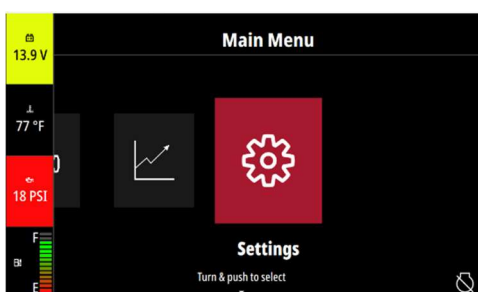 Main Menu
13.9 V
77 °F
18 PSI
F
E
Settings
Turn & push to select